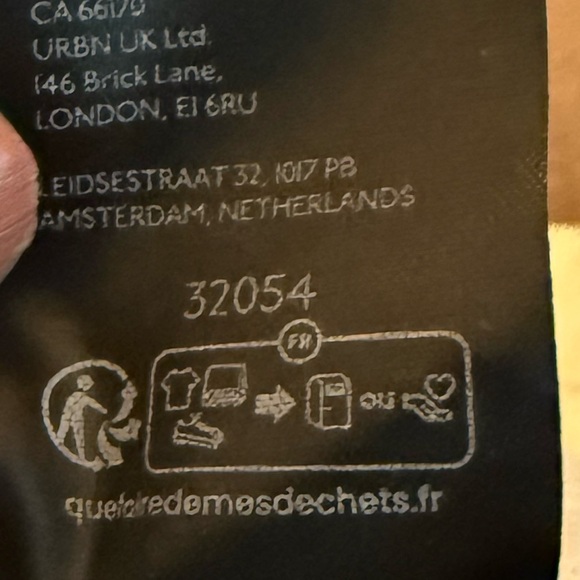 CA 66170
URBN UK Ltd.
146 Brick Lane,
LONDON, E1 6RU
LEIDSESTRAAT 32, 1017 PB
AMSTERDAM, NETHERLANDS
32054
FR
ou
quefairedemesdechets.fr